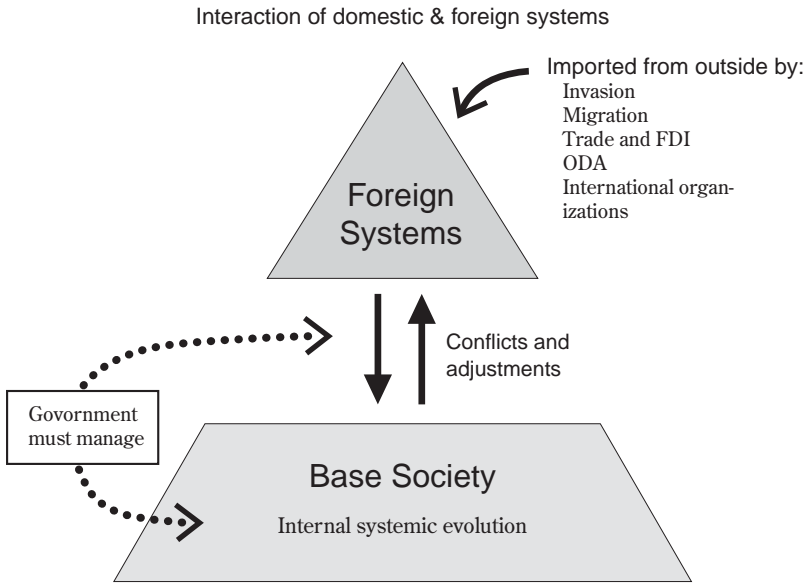 Interaction of domestic & foreign systems
Imported from outside by:
Invasion
Migration
Trade and FDI
ODA
International organ-
izations
Foreign
Systems
Conflicts and
adjustments
Govornment
must manage
Base Society
Internal systemic evolution